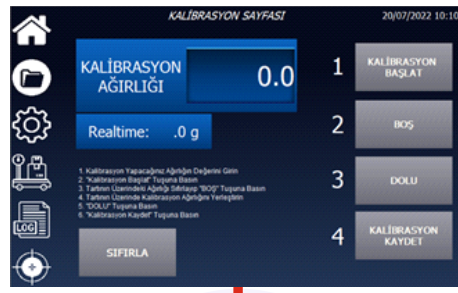 KALİBRASYON SAYFASI
20/07/2022 10:10
KALİBRASYON
AĞIRLIĞI
0.0
Realtime: .0 g
1. Kalibrasyon Yapacağınız Ağırlığın Değerini Girin
2. "Kalibrasyon Başlat" Tuşuna Basın
3. Tartının Üzerindeki Ağırlığı Sıfırlayıp "BOŞ" Tuşuna Basın
4. Tartının Üzerinde Kalibrasyon Ağırlığını Yerleştirin
5. "DOLU" Tuşuna Basın
6. "Kalibrasyon Kaydet" Tuşuna Basın
SIFIRLA
1
KALİBRASYON
BAŞLAT
2
BOŞ
3
DOLU
4
KALİBRASYON
KAYDET
LOG